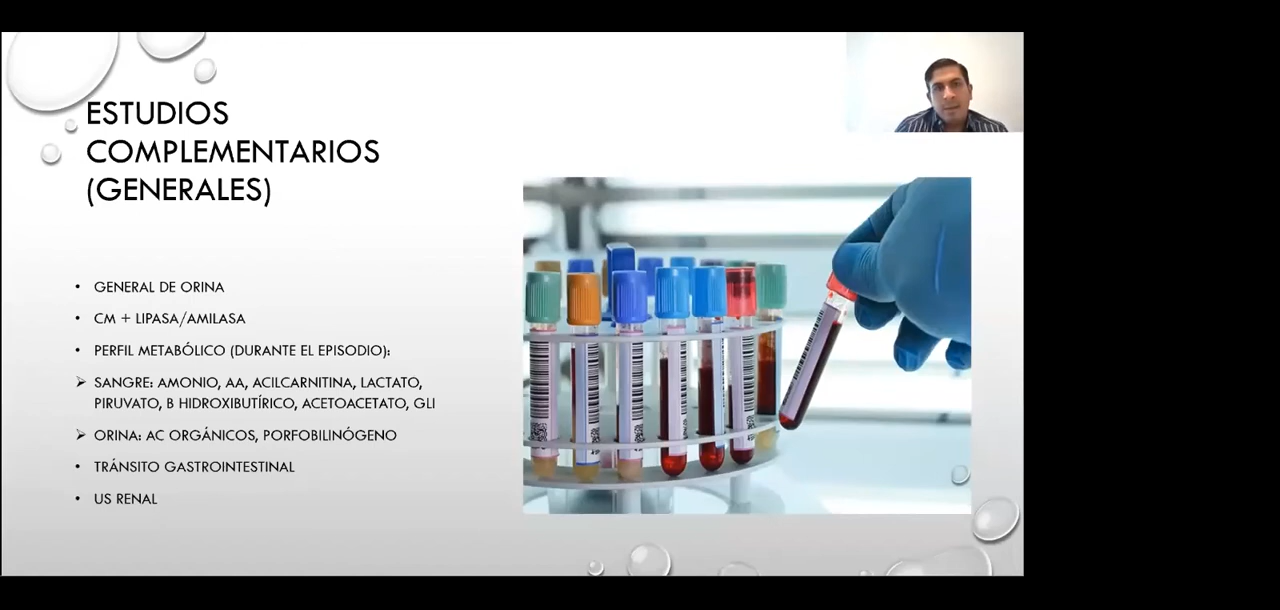 ESTUDIOS
COMPLEMENTARIOS
(GENERALES)
• GENERAL DE ORINA
• CM + LIPASA/AMILASA
• PERFIL METABÓLICO (DURANTE EL EPISODIO):
➢ SANGRE: AMONIO, AA, ACILCARNITINA, LACTATO,
PIRUVATO, B HIDROXIBUTÍRICO, ACETOACETATO, GLI
➢ ORINA: AC ORGÁNICOS, PORFOBILINÓGENO
• TRÁNSITO GASTROINTESTINAL
• US RENAL